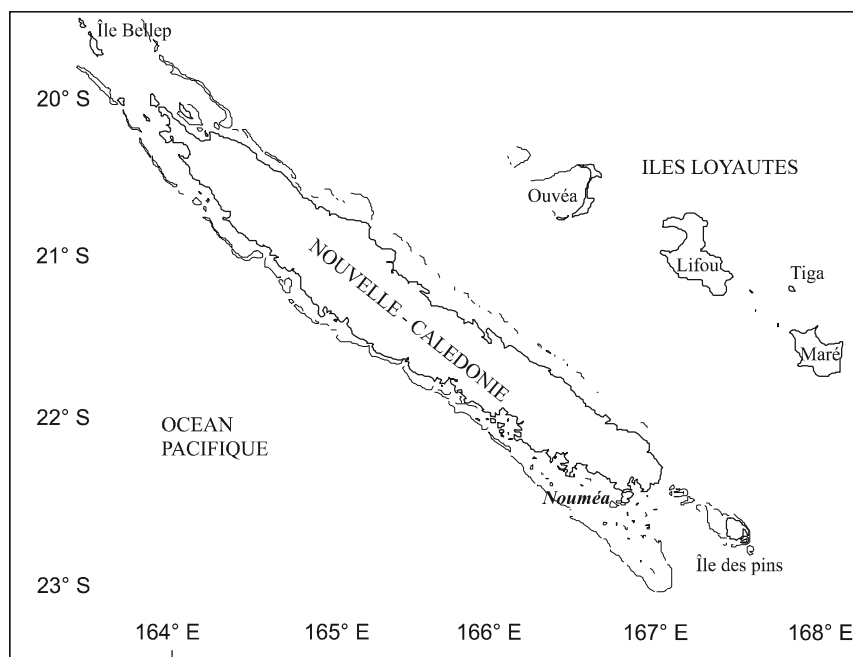 Île Bellep
20° S
ILES LOYAUTES
Ouvéa
21° S
Lifou
Tiga
NOUVELLE - CALEDONIE
Maré
22° S
OCEAN
PACIFIQUE
Nouméa
Île des pins
23° S
164° E 165° E 166° E 167° E 168° E